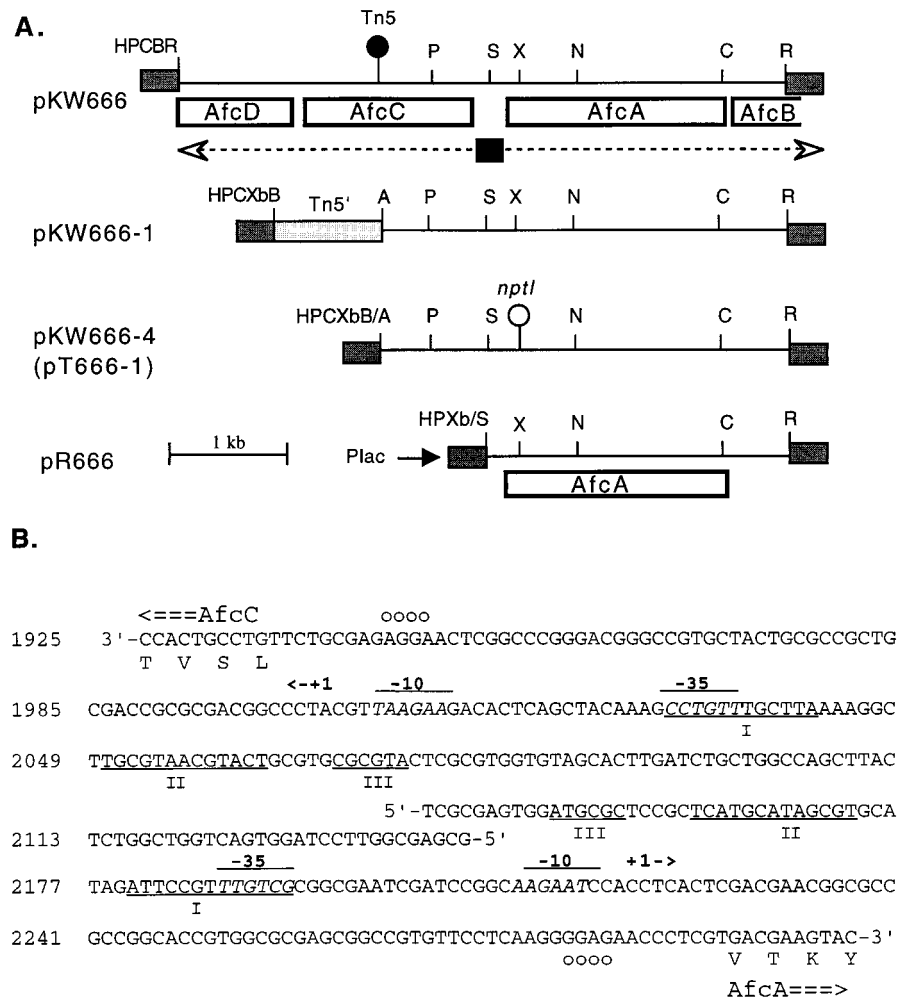 A.
Tn5
HPCBR P S X N C R
pKW666
AfcD AfcC AfcA AfcB
HPCXbB Tn5' A P S X N C R
pKW666-1
nptI
HPCXbB/A P S N C R
pKW666-4
(pT666-1)
HPXb/S X N C R
1 kb
Plac
pR666
AfcA
B.
<===AfcC oooo
1925 3'-CCACTGCCTGTTCTGCGAGAGGAACTCGGCCCGGGACGGGCCGTGCTACTGCGCCGCTG
T V S L
<-+1 -10 -35
1985 CGACCGCGCGACGGCCCTACGTTAAGAAGACACTCAGCTACAAAGCCTGTTTGCTTAAAAGGC
I
2049 TTGCGTAACGTACTGCGTGCGCGTACTCGCGTGGTGTAGCACTTGATCTGCTGGCCAGCTTAC
II III
5'-TCGCGAGTGGATGCGCTCCGCTCATGCATAGCGTGCA
III II
2113 TCTGGCTGGTCAGTGGATCCTTGGCGAGCG-5'
-35 -10 +1->
2177 TAGATTCCGTTTGTCGCGGCGAATCGATCCGGCAAGAATCCACCTCACTCGACGAACGGCGCC
I
2241 GCCGGCACCGTGGCGCGAGCGGCCGTGTTCCTCAAGGGGAGAACCCTCGTGACGAAGTAC-3'
oooo V T K Y
AfcA===>